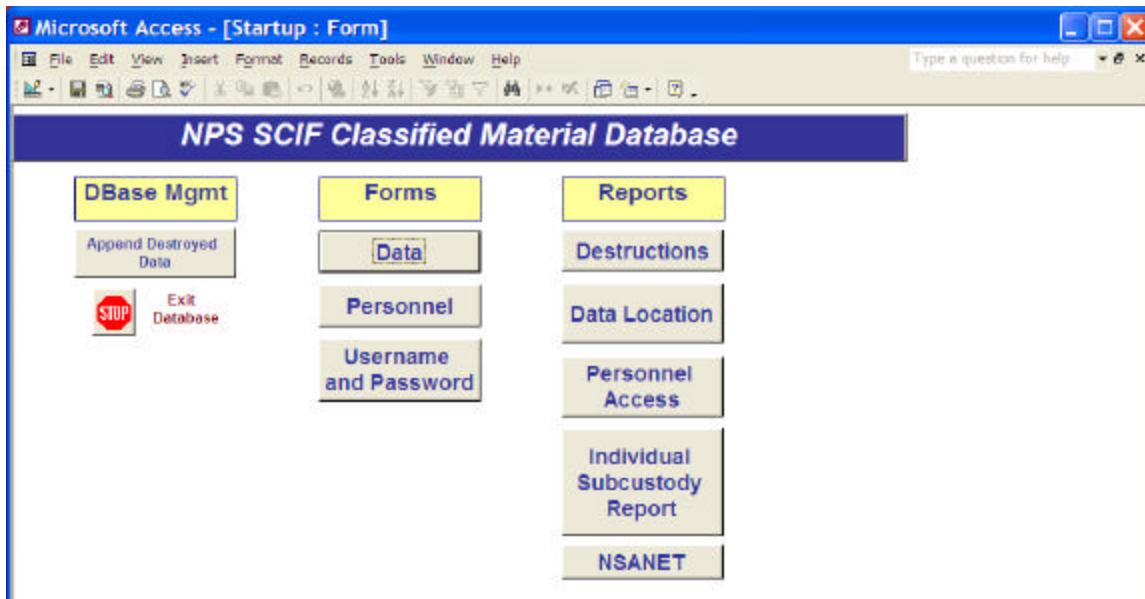 Microsoft Access - [Startup : Form]
File Edit View Insert Format Records Tools Window Help
Type a question for help
NPS SCIF Classified Material Database
DBase Mgmt
Append Destroyed
Data
STOP
Exit
Database
Forms
Data
Personnel
Username
and Password
Reports
Destructions
Data Location
Personnel
Access
Individual
Subcustody
Report
NSANET